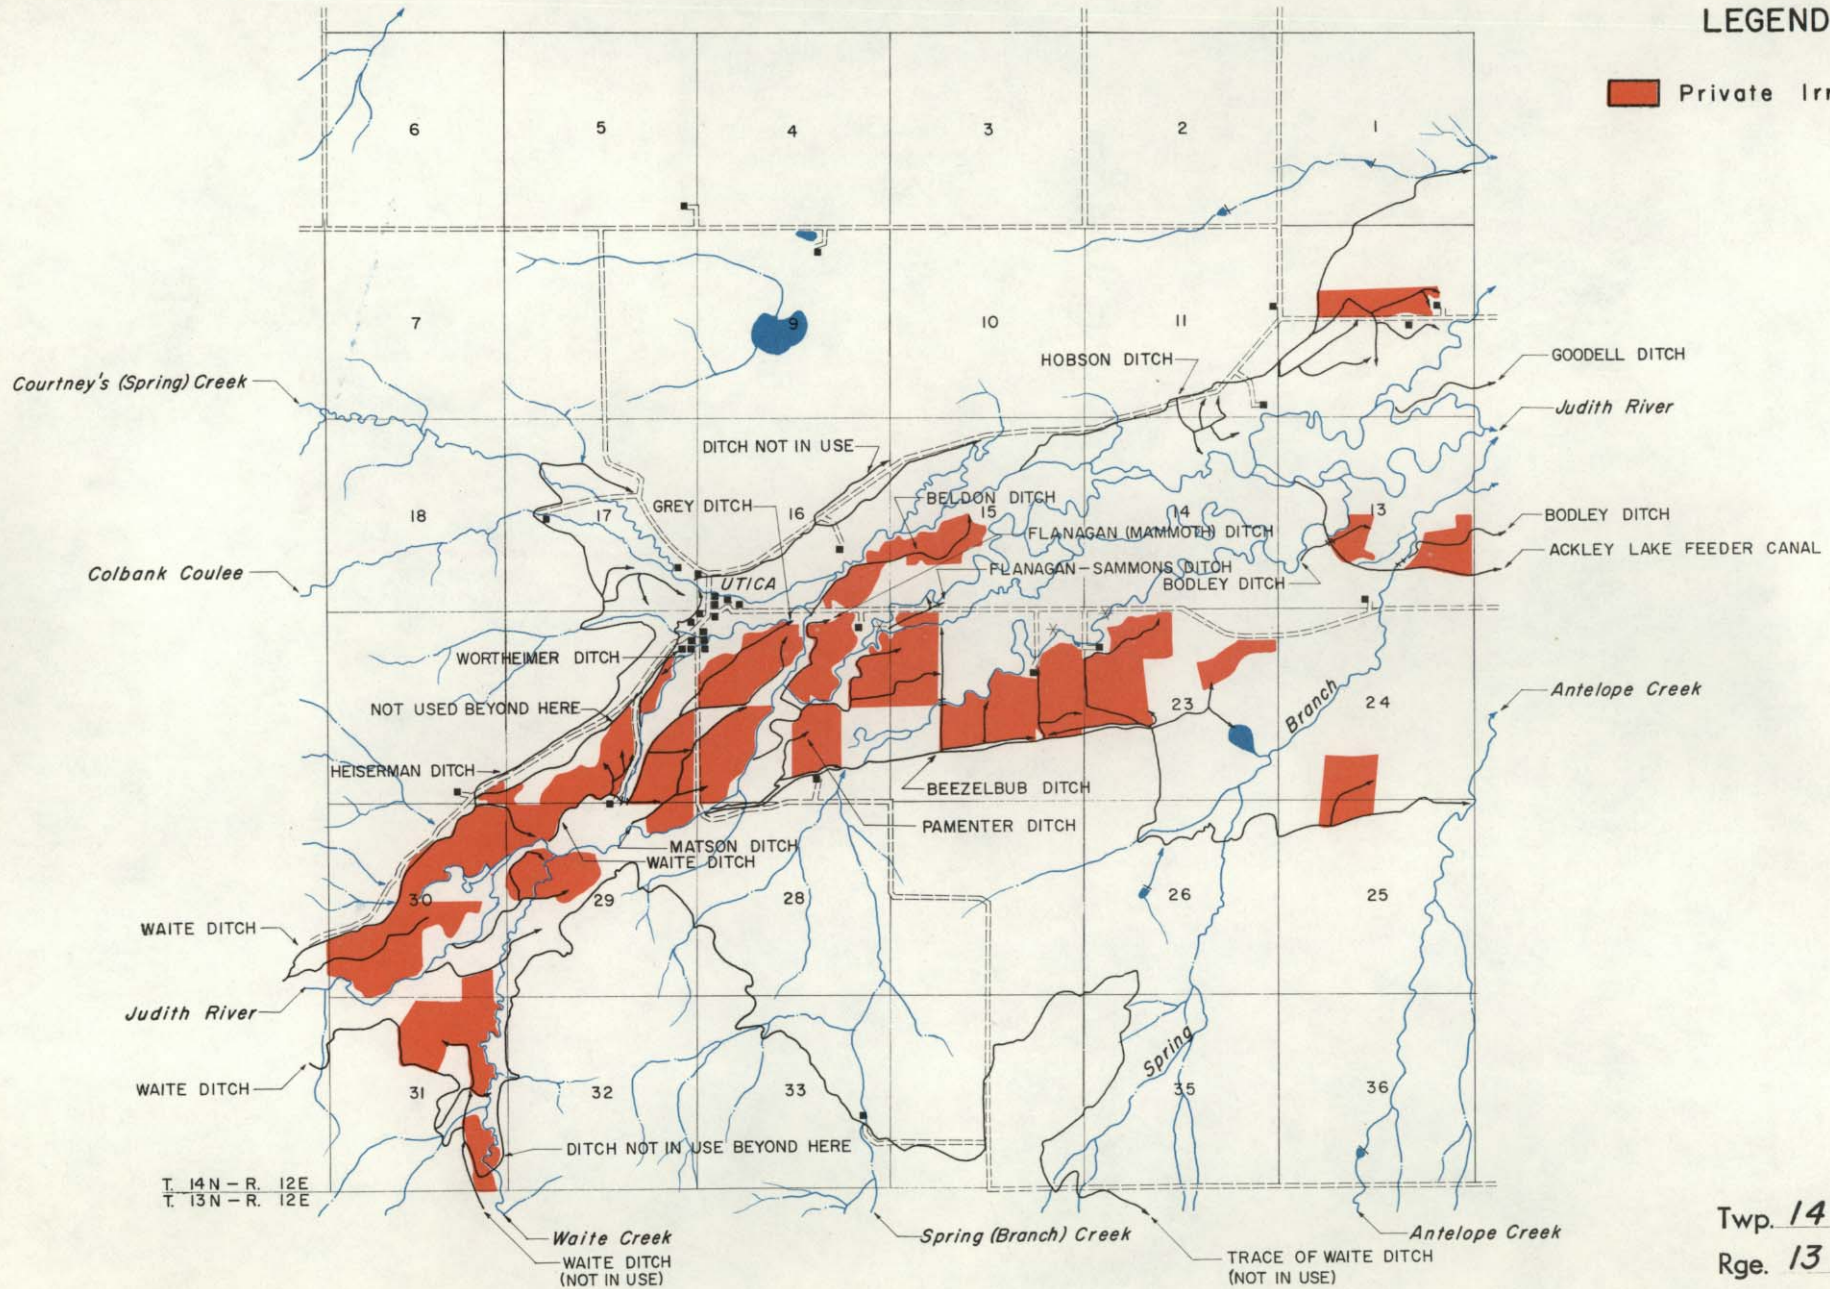 LEGEND
Private Irr
6
5
4
3
2
1
7
9
10
11
HOBSON DITCH
GOODELL DITCH
Courtney's (Spring) Creek
Judith River
DITCH NOT IN USE
GREY DITCH
BELDON DITCH
18
17
16
15
14
13
FLANAGAN (MAMMOTH) DITCH
BODLEY DITCH
ACKLEY LAKE FEEDER CANAL
FLANAGAN-SAMMONS DITCH
BODLEY DITCH
Colbank Coulee
UTICA
WORTHEIMER DITCH
NOT USED BEYOND HERE
23
Branch
24
Antelope Creek
HEISERMAN DITCH
BEEZELBUB DITCH
PAMENTER DITCH
MATSON DITCH
WAITE DITCH
30
29
28
26
25
WAITE DITCH
Judith River
WAITE DITCH
31
32
33
Spring
35
36
DITCH NOT IN USE BEYOND HERE
T. 14N - R. 12E
T. 13N - R. 12E
Waite Creek
WAITE DITCH
(NOT IN USE)
Spring (Branch) Creek
TRACE OF WAITE DITCH
(NOT IN USE)
Antelope Creek
Twp. 14
Rge. 13